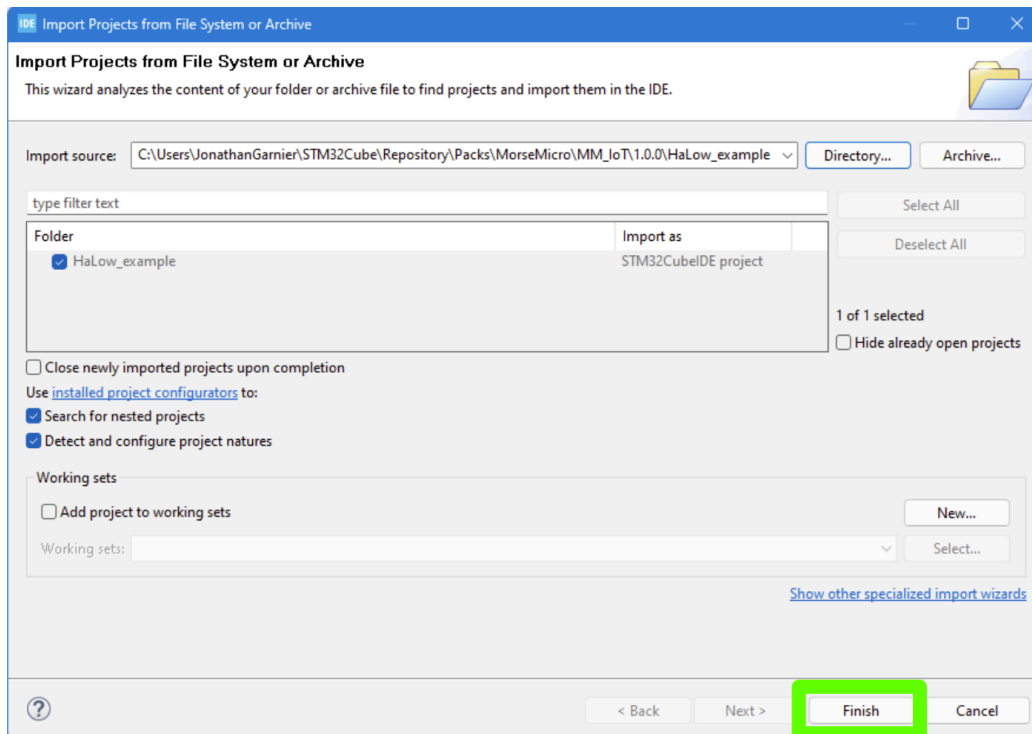 IDE Import Projects from File System or Archive
Import Projects from File System or Archive
This wizard analyzes the content of your folder or archive file to find projects and import them in the IDE.
Import source: C:\Users\JonathanGarnier\STM32Cube\Repository\Packs\MorseMicro\MM_IoT\1.0.0\HaLow_example Directory... Archive...
type filter text Select All
Folder Import as Deselect All
HaLow_example STM32CubeIDE project
1 of 1 selected
Hide already open projects
Close newly imported projects upon completion
Use installed project configurators to:
Search for nested projects
Detect and configure project natures
Working sets
Add project to working sets New...
Working sets: Select...
Show other specialized import wizards
? < Back Next > Finish Cancel